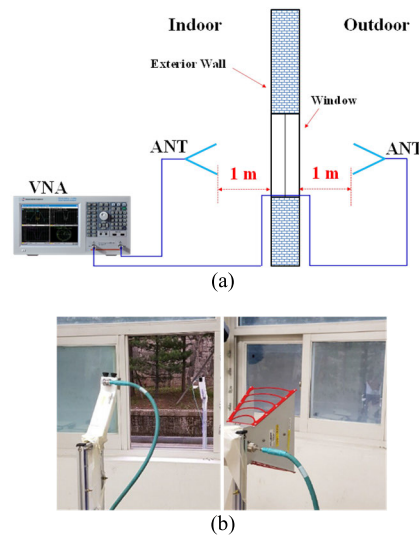 Indoor
Outdoor
Exterior Wall
Window
ANT
ANT
1 m
1 m
VNA
(a)
(b)